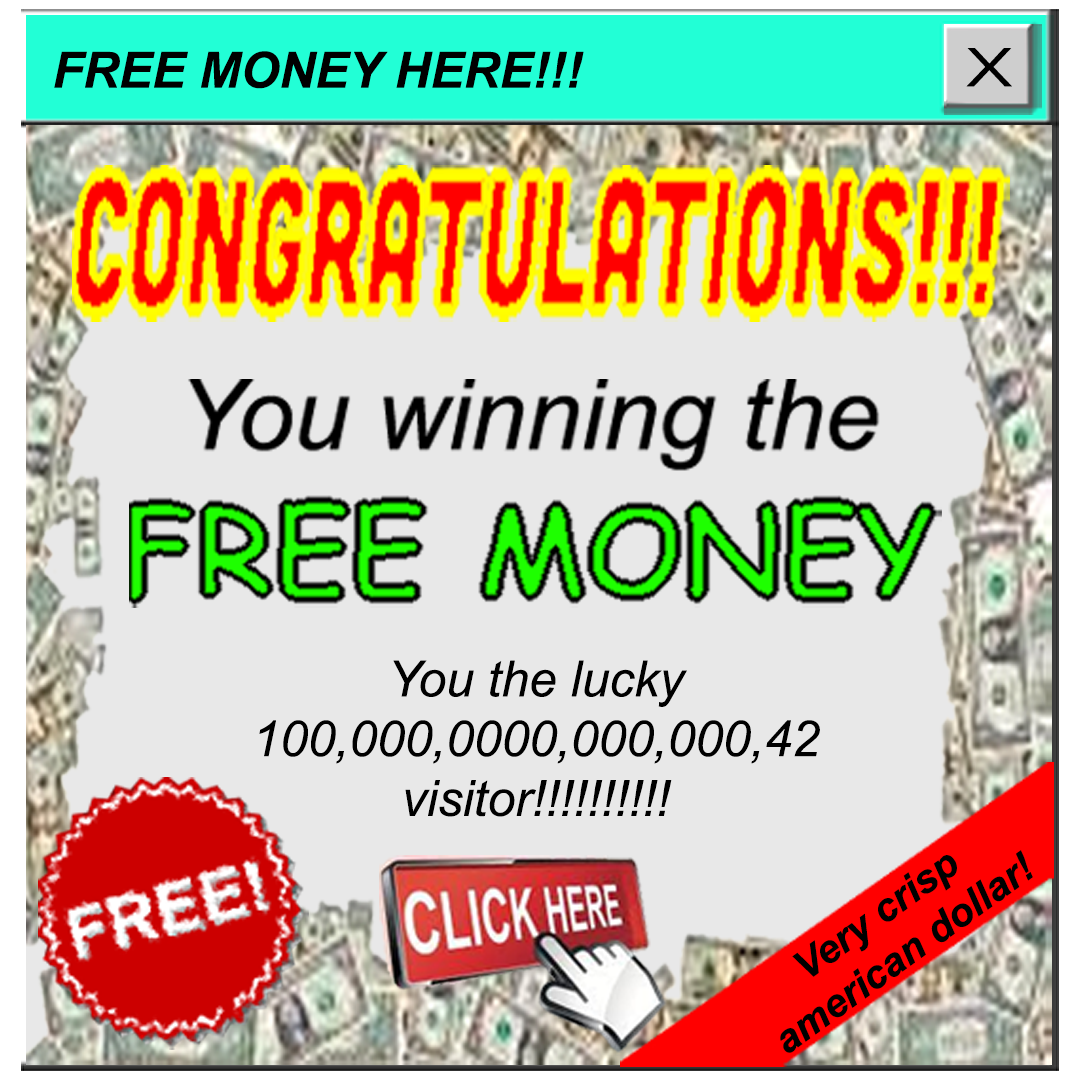 FREE MONEY HERE!!!
X
CONGRATULATIONS!!!
You winning the
FREE MONEY
You the lucky
100,000,0000,000,000,42
visitor!!!!!!!!!!
FREE!
CLICK HERE
Very crisp
american dollar!